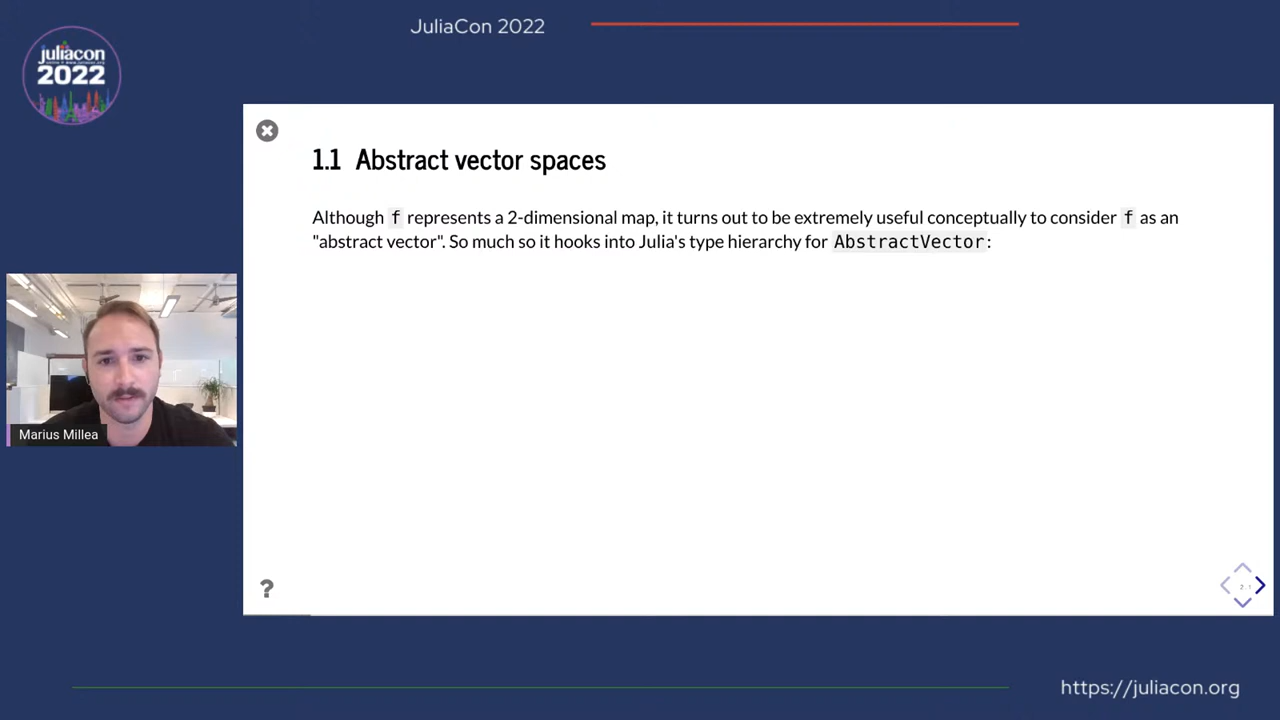 JuliaCon 2022
juliacon
2022
1.1 Abstract vector spaces
Although f represents a 2-dimensional map, it turns out to be extremely useful conceptually to consider f as an
"abstract vector". So much so it hooks into Julia's type hierarchy for AbstractVector:
Marius Millea
?
https://juliacon.org